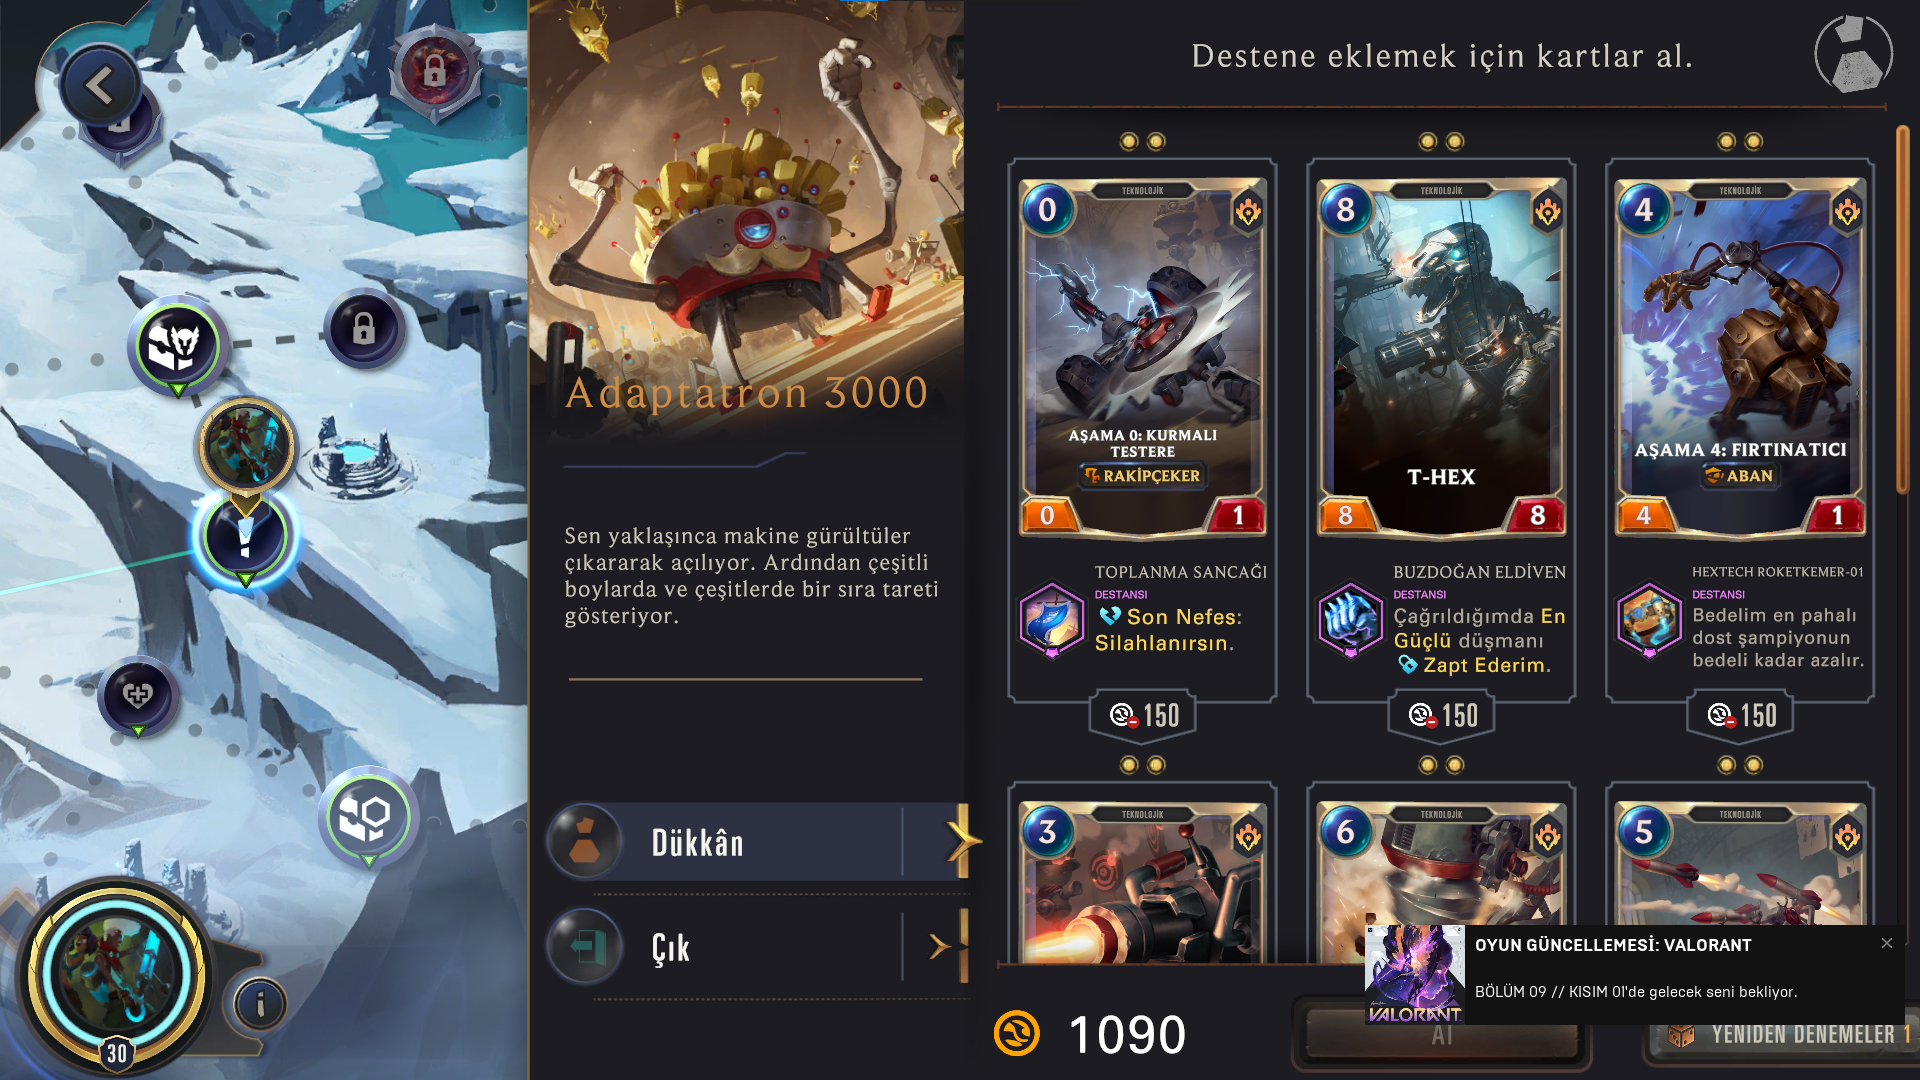 Destene eklemek için kartlar al.
Adaptatron 3000
Sen yaklaşınca makine gürültüler
çıkararak açılıyor. Ardından çeşitli
boylarda ve çeşitlerde bir sıra tareti
gösteriyor.
Dükkân
Çık
30
TEKNOLOJİK
0
AŞAMA 0: KURMALI
TESTERE
RAKİPÇEKER
0
1
TOPLANMA SANCAĞI
DESTANSI
Son Nefes:
Silahlanırsın.
150
TEKNOLOJİK
8
T-HEX
8
8
BUZDOĞAN ELDİVEN
DESTANSI
Çağrıldığımda En
Güçlü düşmanı
Zapt Ederim.
150
TEKNOLOJİK
4
AŞAMA 4: FIRTINATICI
ABAN
4
1
HEXTECH ROKETKEMER-01
DESTANSI
Bedelim en pahalı
dost şampiyonun
bedeli kadar azalır.
150
TEKNOLOJİK
3
TEKNOLOJİK
6
TEKNOLOJİK
5
1090
Al
YENİDEN DENEMELER 1
OYUN GÜNCELLEMESİ: VALORANT
BÖLÜM 09 // KISIM 01'de gelecek seni bekliyor.
VALORANT